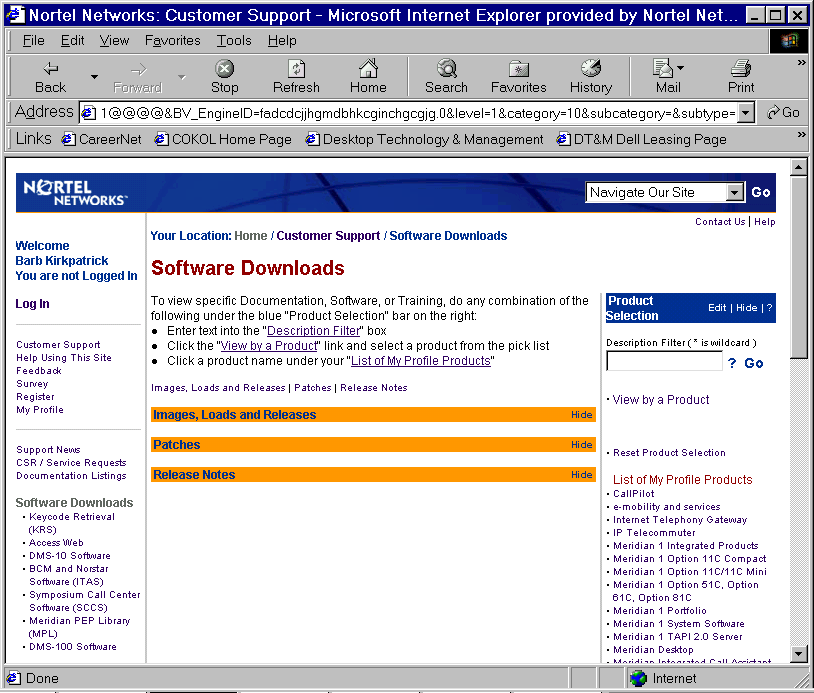 Nortel Networks: Customer Support - Microsoft Internet Explorer provided by Nortel Net...
File Edit View Favorites Tools Help
Back Forward Stop Refresh Home Search Favorites History Mail Print »
Address 1@@@@&BV_EngineID=fadcdcjjhgmdbhkcginchgcgjg.0&level=1&category=10&subcategory=&subtype= Go
Links CareerNet COKOL Home Page Desktop Technology & Management DT&M Dell Leasing Page »
NORTEL
NETWORKS™
Navigate Our Site Go
Contact Us | Help
Welcome
Barb Kirkpatrick
You are not Logged In
Log In
Customer Support
Help Using This Site
Feedback
Survey
Register
My Profile
Support News
CSR / Service Requests
Documentation Listings
Software Downloads
• Keycode Retrieval
(KRS)
• Access Web
• DMS-10 Software
• BCM and Norstar
Software (ITAS)
• Symposium Call Center
Software (SCCS)
• Meridian PEP Library
(MPL)
• DMS-100 Software
Your Location: Home / Customer Support / Software Downloads
Software Downloads
To view specific Documentation, Software, or Training, do any combination of the
following under the blue "Product Selection" bar on the right:
● Enter text into the "Description Filter" box
● Click the "View by a Product" link and select a product from the pick list
● Click a product name under your "List of My Profile Products"
Images, Loads and Releases | Patches | Release Notes
Images, Loads and Releases Hide
Patches Hide
Release Notes Hide
Product
Selection
Edit | Hide | ?
Description Filter ( * is wildcard )
? Go
• View by a Product
• Reset Product Selection
List of My Profile Products
• CallPilot
• e-mobility and services
• Internet Telephony Gateway
• IP Telecommuter
• Meridian 1 Integrated Products
• Meridian 1 Option 11C Compact
• Meridian 1 Option 11C/11C Mini
• Meridian 1 Option 51C, Option
61C, Option 81C
• Meridian 1 Portfolio
• Meridian 1 System Software
• Meridian 1 TAPI 2.0 Server
• Meridian Desktop
• Meridian Integrated Call Assistant
Done Internet